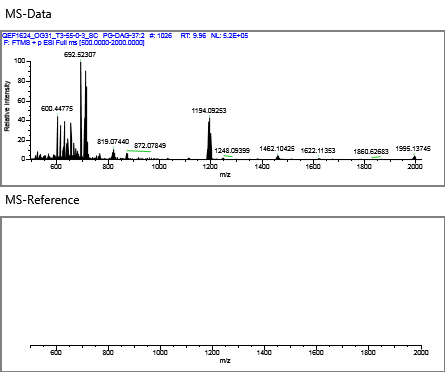 MS-Data
QEF1624_OG31_T3-55-0-3_SC PG-DAG-37:2 #: 1026 RT: 9.96 NL: 5.2E+05
F: FTMS + p ESI Full ms [500.0000-2000.0000]
692.52307
100
80
60
40
20
0
Relative Intensity
600.44775
819.07440
872.07849
1194.09253
1248.09399
1462.10425
1622.11353
1860.62683
1995.13745
600 800 1000 1200 1400 1600 1800 2000
m/z
MS-Reference
600 800 1000 1200 1400 1600 1800 2000
m/z